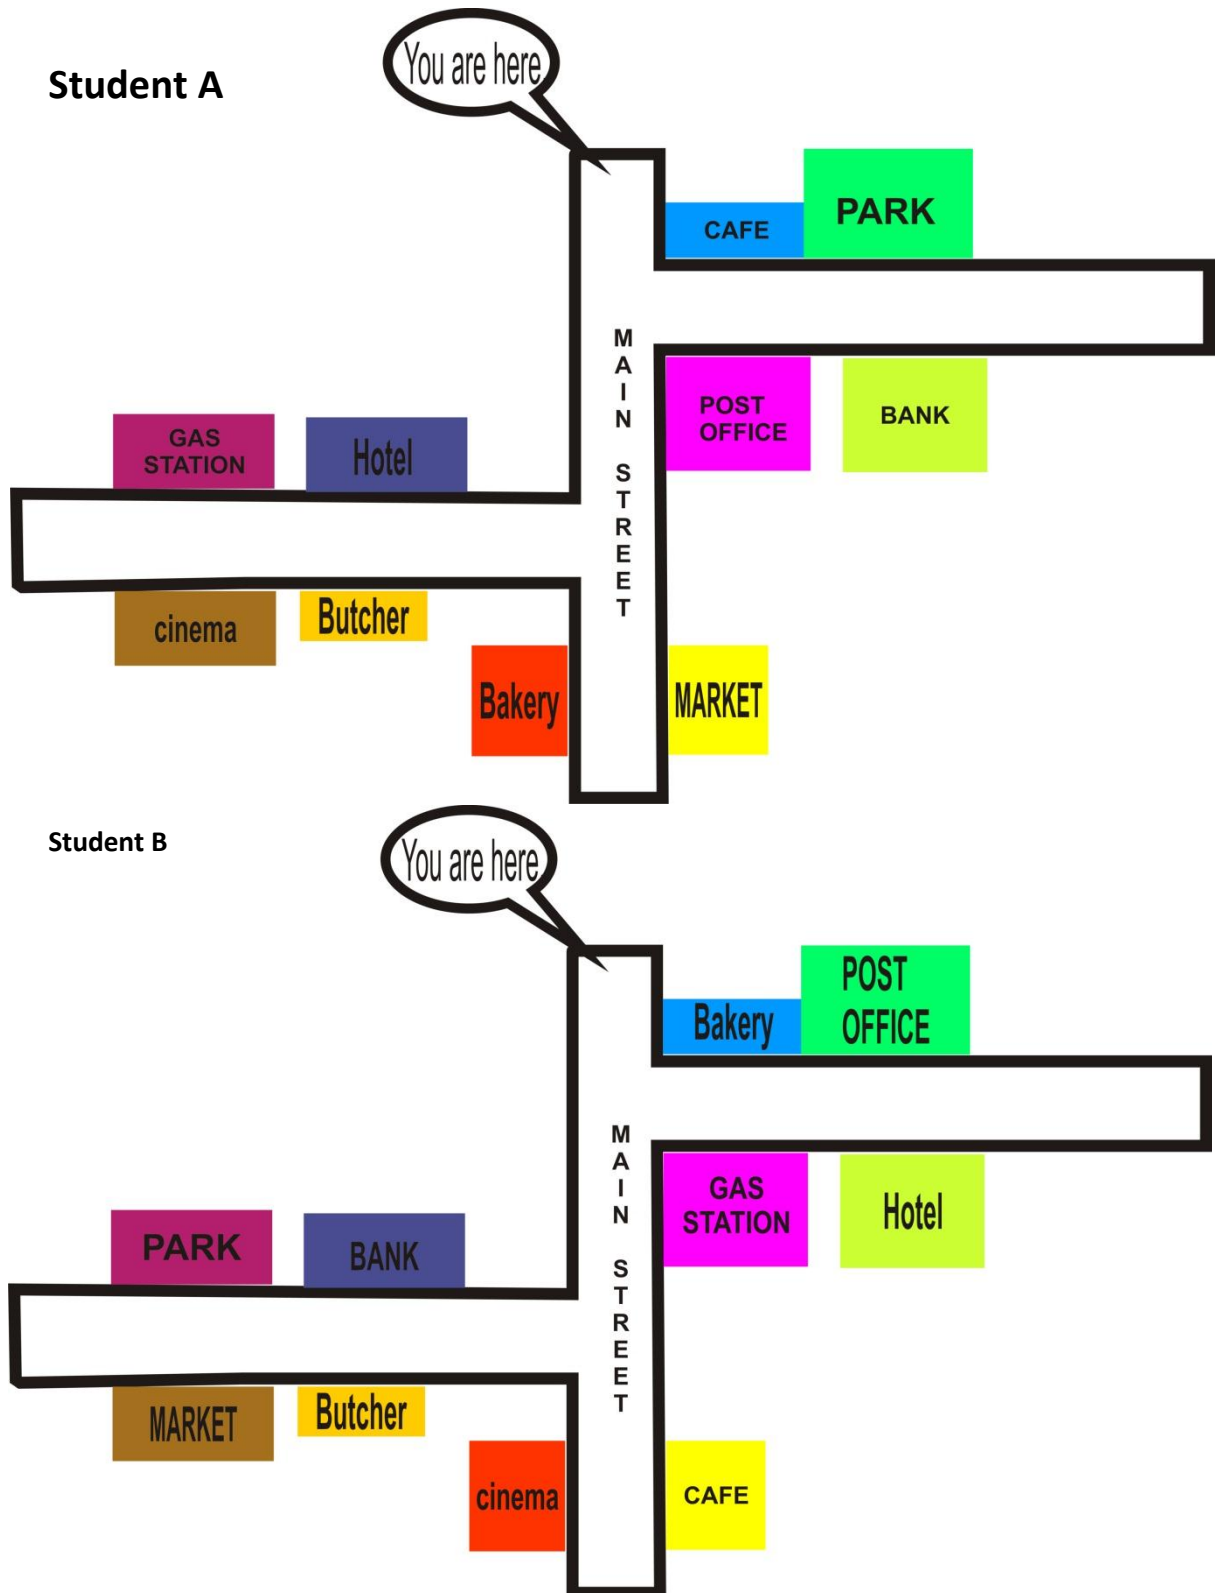 You are here
Student A
PARK
CAFE
MAIN STREET
POST
OFFICE
BANK
GAS
STATION
Hotel
cinema
Butcher
Bakery
MARKET
Student B
You are here
POST
OFFICE
Bakery
MAIN STREET
GAS
STATION
Hotel
PARK
BANK
MARKET
Butcher
cinema
CAFE